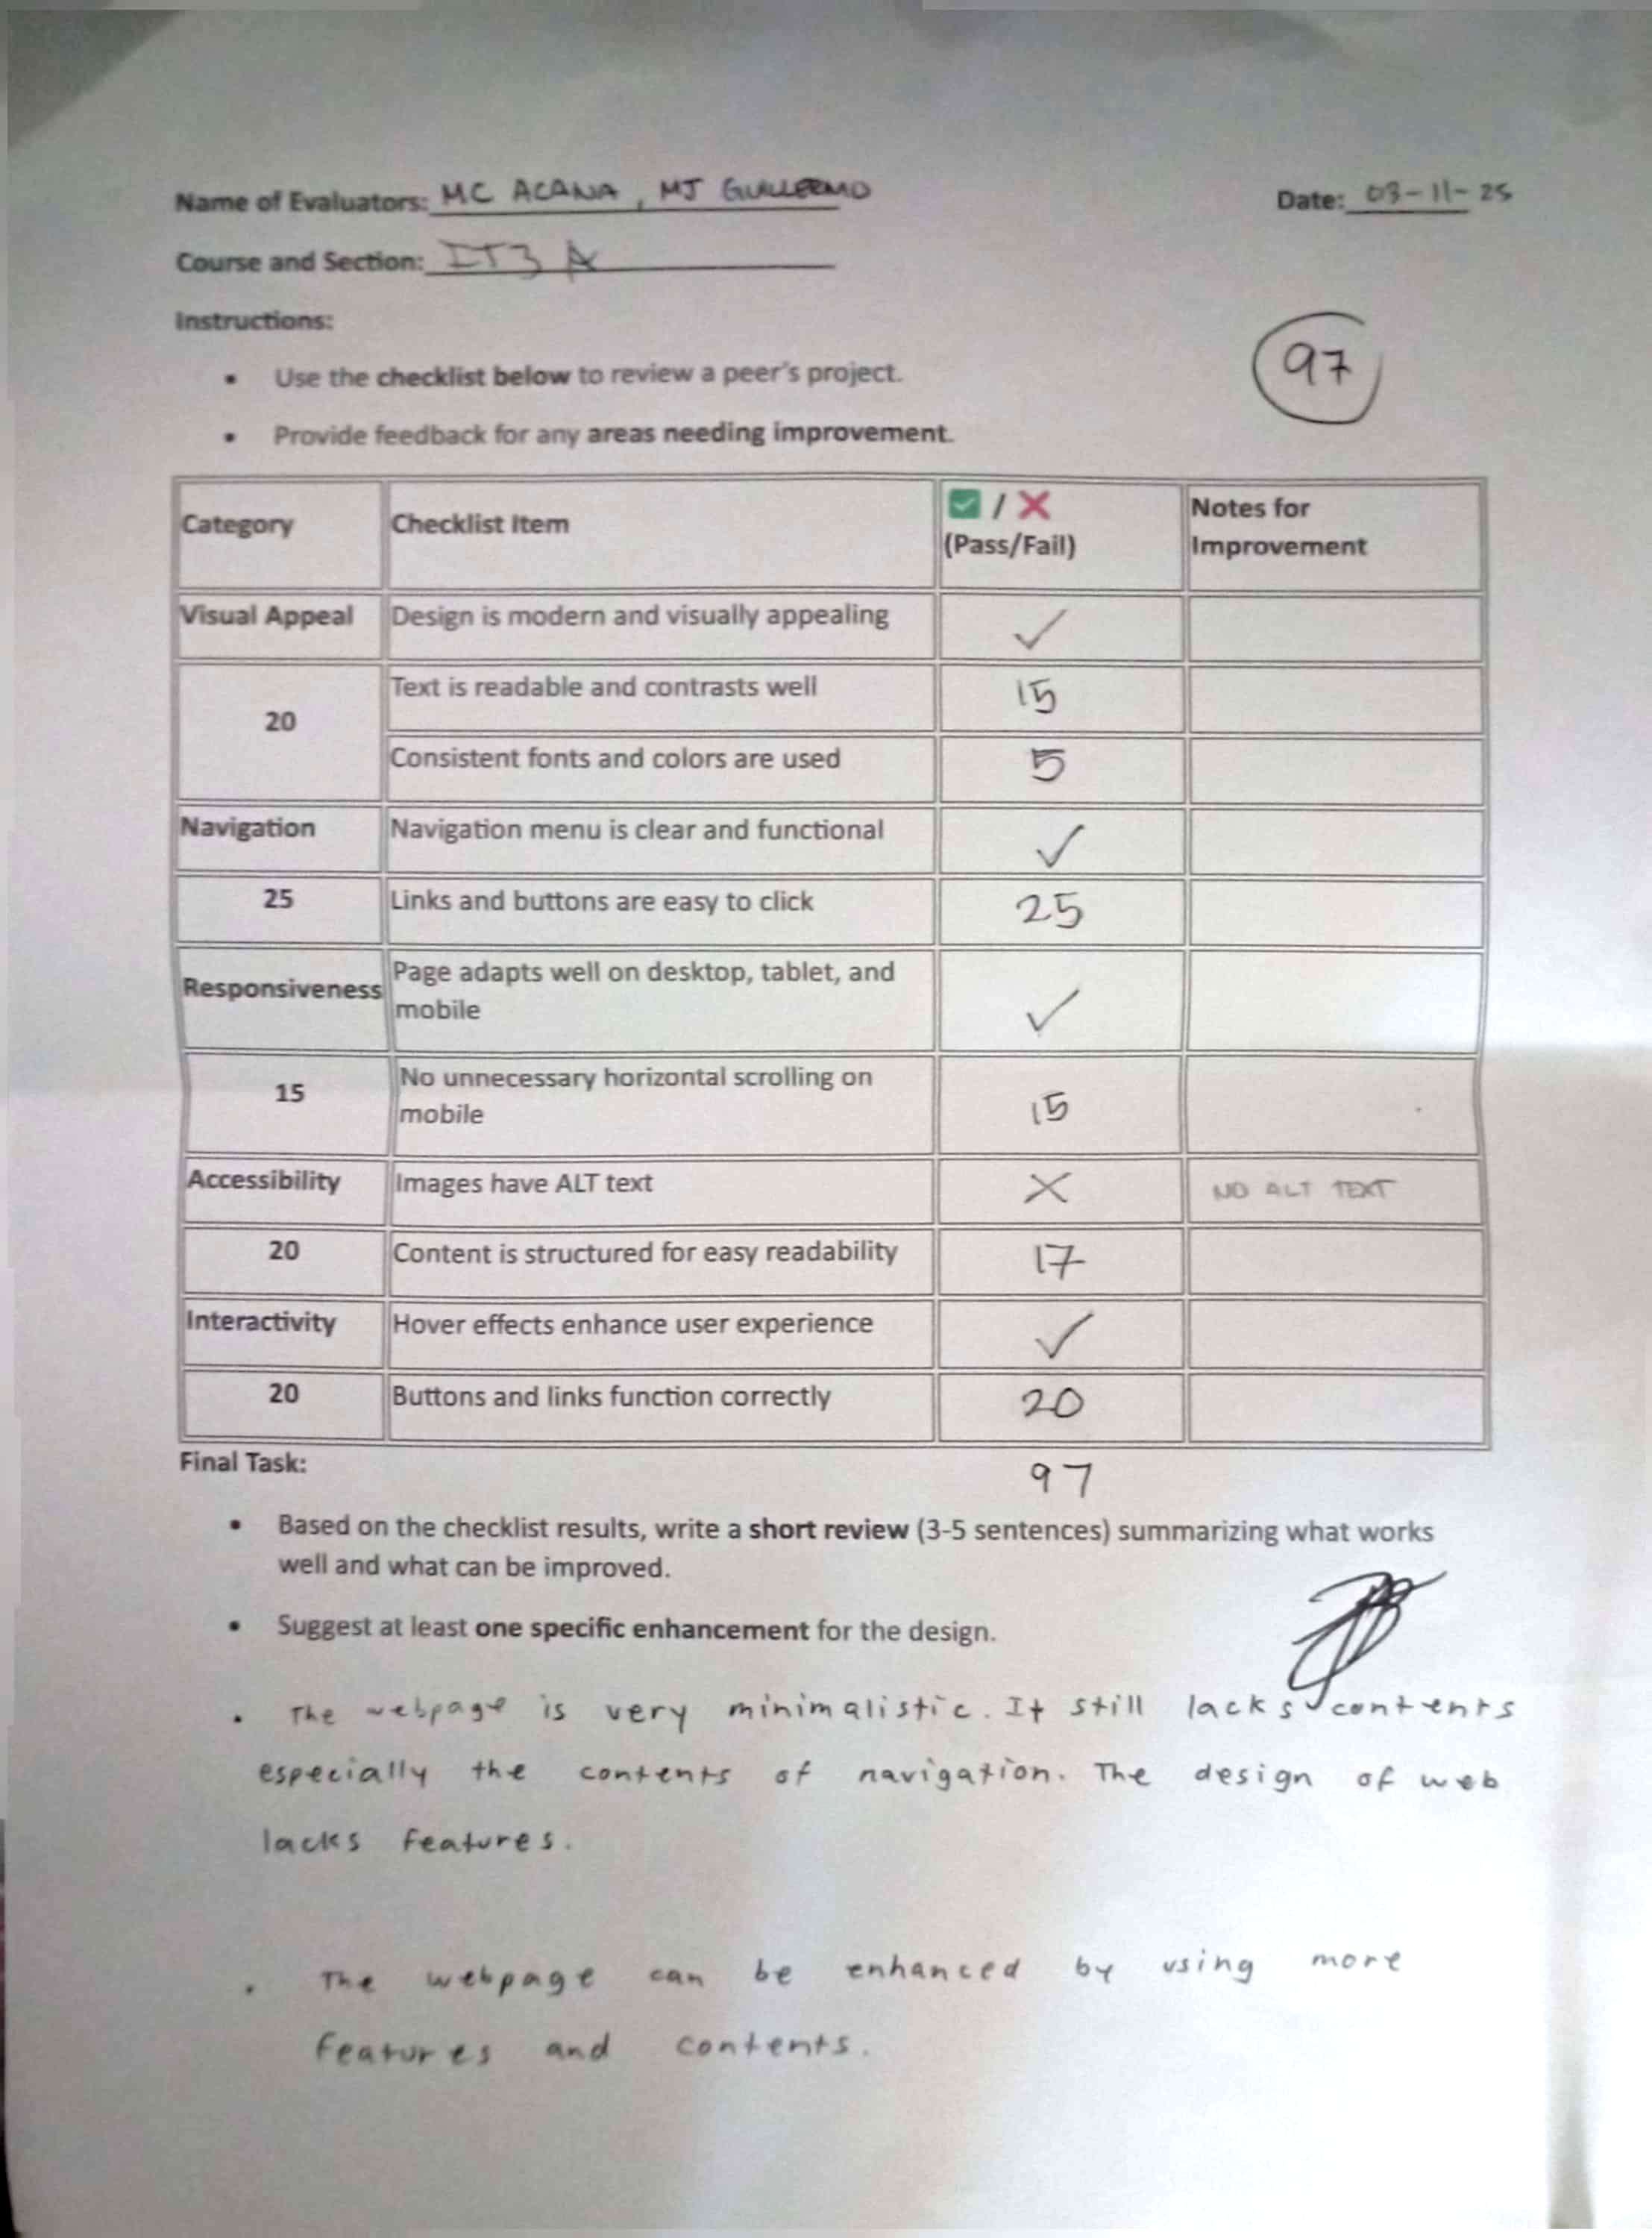 Name of Evaluators: MC ACANA, MJ GUILLERMO Date: 03-11-25
Course and Section: IT3 A
Instructions:
97
• Use the checklist below to review a peer's project.
• Provide feedback for any areas needing improvement.
Category Checklist Item ✅ / ❌ (Pass/Fail) Notes for Improvement
Visual Appeal Design is modern and visually appealing ✓
20 Text is readable and contrasts well 15
Consistent fonts and colors are used 5
Navigation Navigation menu is clear and functional ✓
25 Links and buttons are easy to click 25
Responsiveness Page adapts well on desktop, tablet, and mobile ✓
15 No unnecessary horizontal scrolling on mobile 15
Accessibility Images have ALT text ✗ NO ALT TEXT
20 Content is structured for easy readability 17
Interactivity Hover effects enhance user experience ✓
20 Buttons and links function correctly 20
Final Task: 97
• Based on the checklist results, write a short review (3-5 sentences) summarizing what works
well and what can be improved.
• Suggest at least one specific enhancement for the design.
• The webpage is very minimalistic. It still lacks contents
especially the contents of navigation. The design of web
lacks features.
• The webpage can be enhanced by using more
features and contents.